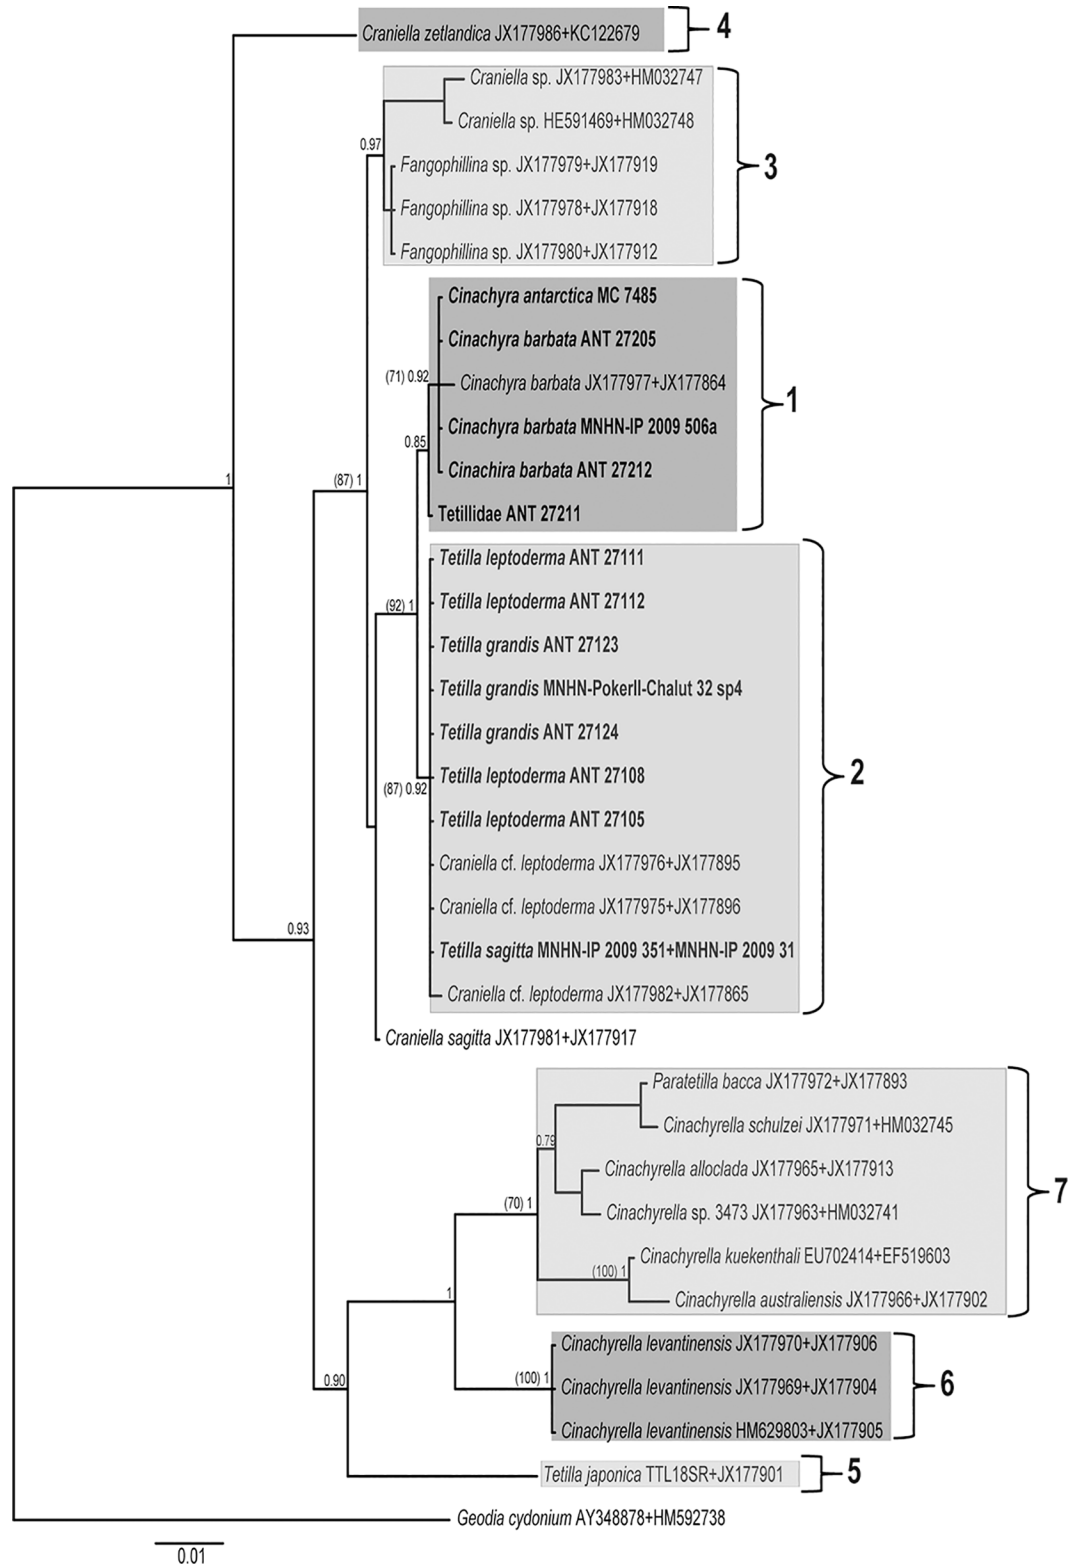 Craniella zetlandica JX177986+KC122679
4
Craniella sp. JX177983+HM032747
Craniella sp. HE591469+HM032748
0.97
Fangophillina sp. JX177979+JX177919
3
Fangophillina sp. JX177978+JX177918
Fangophillina sp. JX177980+JX177912
Cinachyra antarctica MC 7485
Cinachyra barbata ANT 27205
(71) 0.92
Cinachyra barbata JX177977+JX177864
1
Cinachyra barbata MNHN-IP 2009 506a
0.85
Cinachira barbata ANT 27212
1
(87) 1
Tetillidae ANT 27211
Tetilla leptoderma ANT 27111
(92) 1
Tetilla leptoderma ANT 27112
Tetilla grandis ANT 27123
Tetilla grandis MNHN-PokerII-Chalut 32 sp4
Tetilla grandis ANT 27124
Tetilla leptoderma ANT 27108
2
(87) 0.92
Tetilla leptoderma ANT 27105
Craniella cf. leptoderma JX177976+JX177895
Craniella cf. leptoderma JX177975+JX177896
0.93
Tetilla sagitta MNHN-IP 2009 351+MNHN-IP 2009 31
Craniella cf. leptoderma JX177982+JX177865
Craniella sagitta JX177981+JX177917
Paratetilla bacca JX177972+JX177893
Cinachyrella schulzei JX177971+HM032745
0.79
Cinachyrella alloclada JX177965+JX177913
7
(70) 1
Cinachyrella sp. 3473 JX177963+HM032741
Cinachyrella kuekenthali EU702414+EF519603
(100) 1
1
Cinachyrella australiensis JX177966+JX177902
Cinachyrella levantinensis JX177970+JX177906
0.90
(100) 1
Cinachyrella levantinensis JX177969+JX177904
6
Cinachyrella levantinensis HM629803+JX177905
Tetilla japonica TTL18SR+JX177901
5
Geodia cydonium AY348878+HM592738
0.01